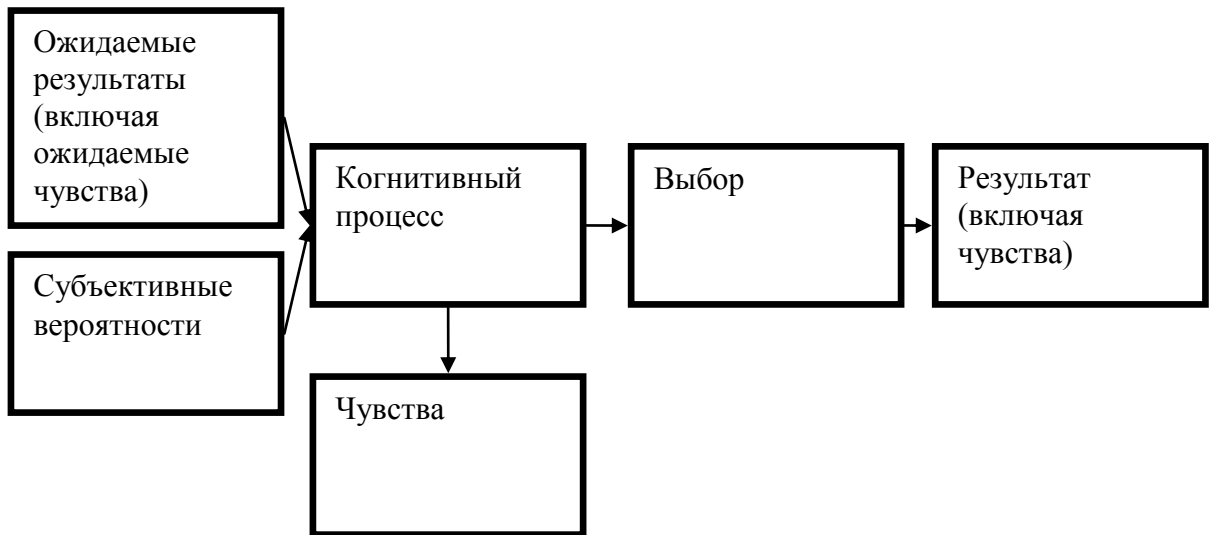 Ожидаемые
результаты
(включая
ожидаемые
чувства)
Субъективные
вероятности
Когнитивный
процесс
Чувства
Выбор
Результат
(включая
чувства)